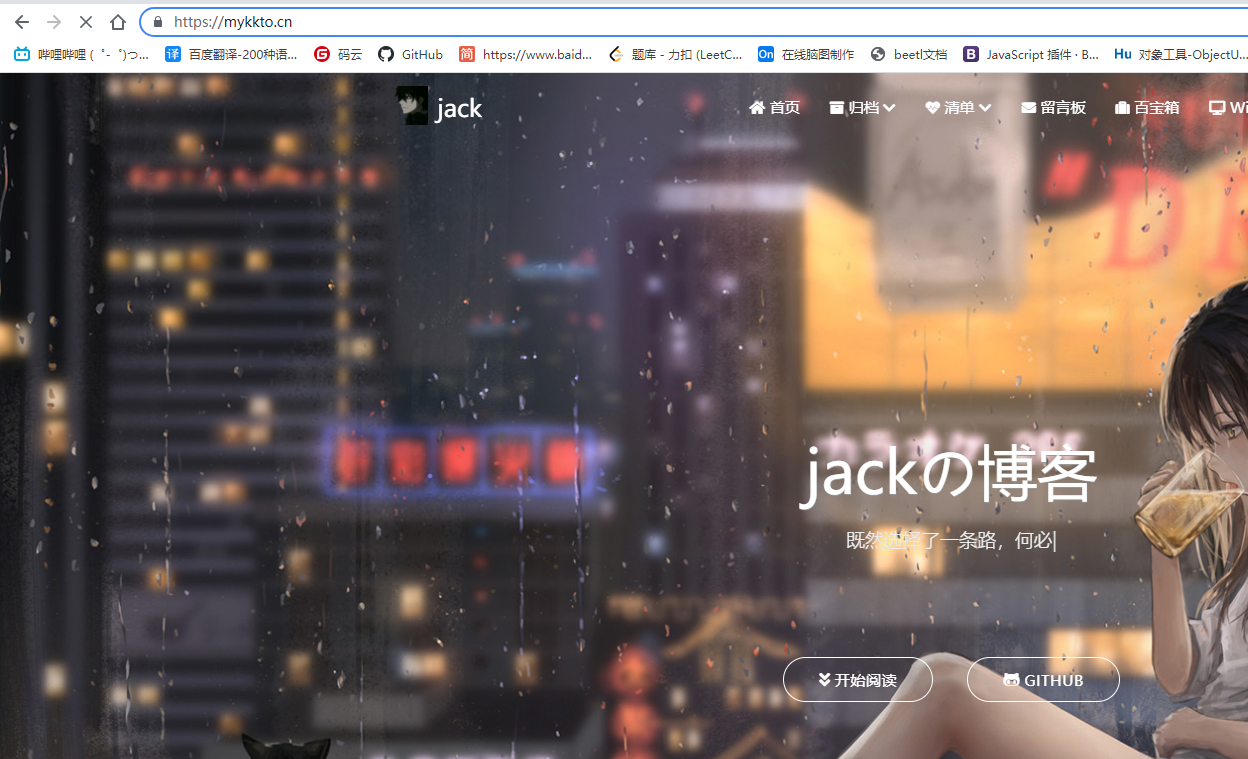 https://mykkto.cn
哔哩哔哩 ( ゜- ゜)つ... 百度翻译-200种语... 码云 GitHub 简 https://www.baid... 题库 - 力扣 (LeetC... On 在线脑图制作 beetl文档 B JavaScript 插件 · B... Hu 对象工具-ObjectU...
jack 首页 归档 清单 留言板 百宝箱 Wi
"D
jackの博客
既然选择了一条路，何必|
开始阅读 GITHUB